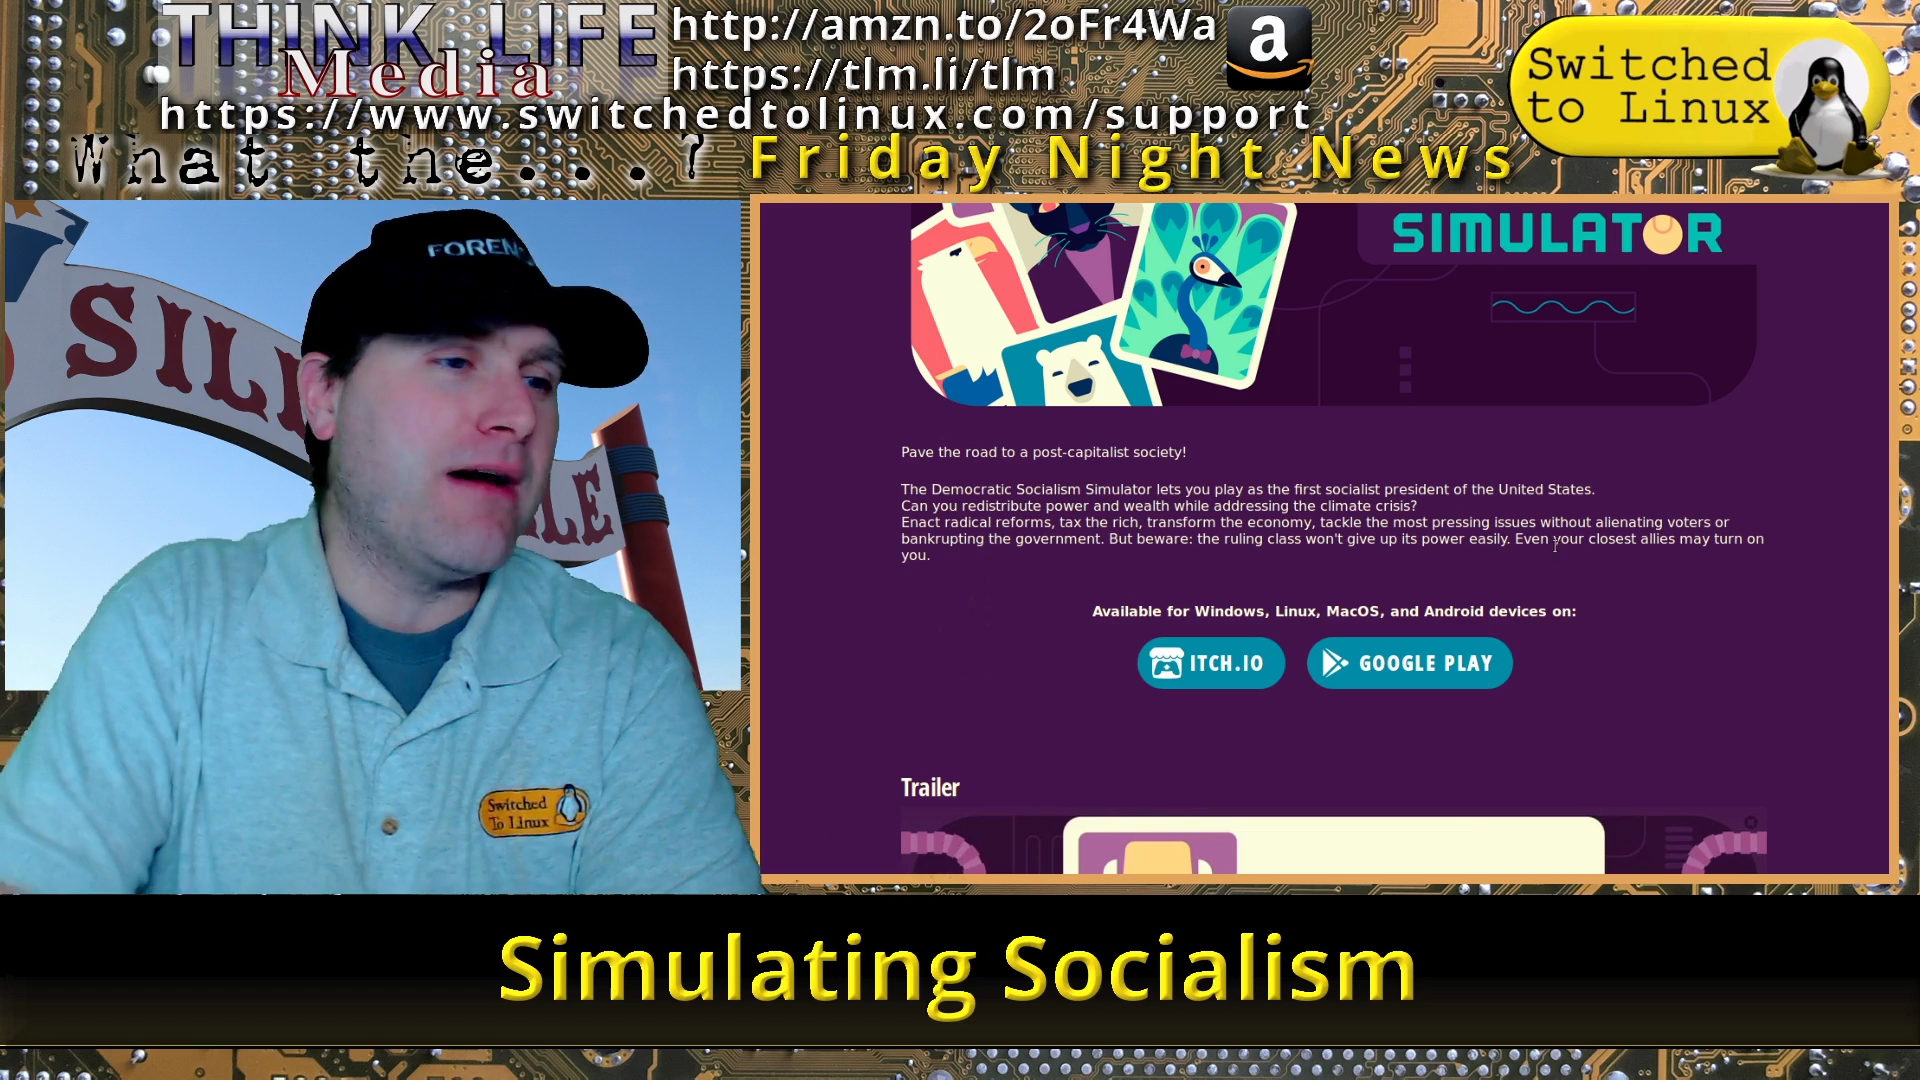 THINK LIFE
Media
http://amzn.to/2oFr4Wa
https://tlm.li/tlm
https://www.switchedtolinux.com/support
Switched
to Linux
What the...?
Friday Night News
SIMULATOR
Pave the road to a post-capitalist society!
The Democratic Socialism Simulator lets you play as the first socialist president of the United States.
Can you redistribute power and wealth while addressing the climate crisis?
Enact radical reforms, tax the rich, transform the economy, tackle the most pressing issues without alienating voters or
bankrupting the government. But beware: the ruling class won't give up its power easily. Even your closest allies may turn on
you.
Available for Windows, Linux, MacOS, and Android devices on:
ITCH.IO
GOOGLE PLAY
Trailer
Switched
To Linux
Simulating Socialism